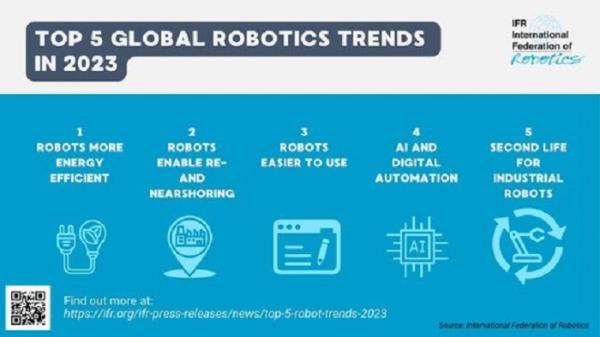 TOP 5 GLOBAL ROBOTICS TRENDS
IN 2023
IFR
International
Federation of
Robotics
1
ROBOTS MORE
ENERGY
EFFICIENT
2
ROBOTS
ENABLE RE-
AND
NEARSHORING
3
ROBOTS
EASIER TO USE
4
AI AND
DIGITAL
AUTOMATION
5
SECOND LIFE
FOR
INDUSTRIAL
ROBOTS
AI
Find out more at:
https://ifr.org/ifr-press-releases/news/top-5-robot-trends-2023
Source: International Federation of Robotics